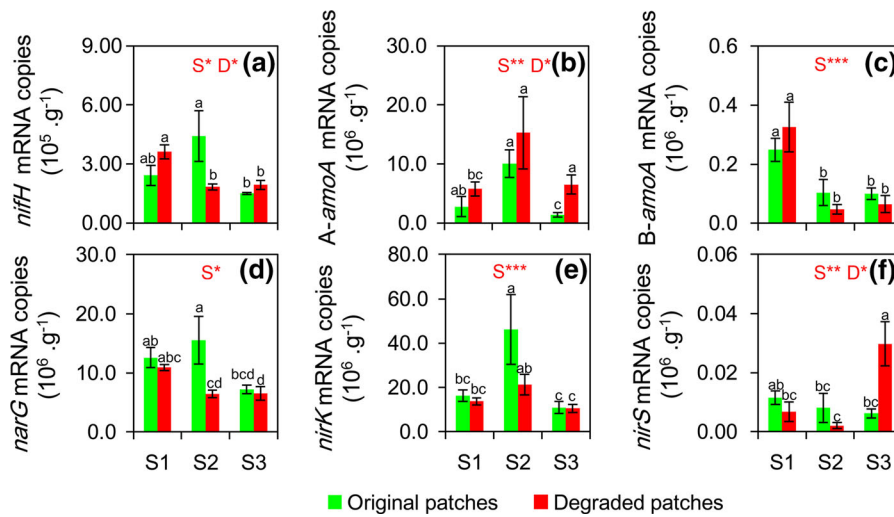 nifH mRNA copies
(10⁵ .g⁻¹)
9.00
6.00
3.00
0.00
S* D* (a)
ab a a b b b
A-amoA mRNA copies
(10⁶ .g⁻¹)
30.0
20.0
10.0
0.0
S** D* (b)
ab bc a a c a
B-amoA mRNA copies
(10⁶ .g⁻¹)
0.6
0.4
0.2
0.0
S*** (c)
a a b b b b
narG mRNA copies
(10⁶ .g⁻¹)
15.0
10.0
5.0
0.0
S* (d)
ab abc a cd bcd d
S1 S2 S3
nirK mRNA copies
(10⁶ .g⁻¹)
80.0
60.0
40.0
20.0
0.0
S*** (e)
bc bc a ab c c
S1 S2 S3
nirS mRNA copies
(10⁶ .g⁻¹)
0.06
0.04
0.02
0.00
S** D* (f)
ab bc bc c bc a
S1 S2 S3
Original patches Degraded patches